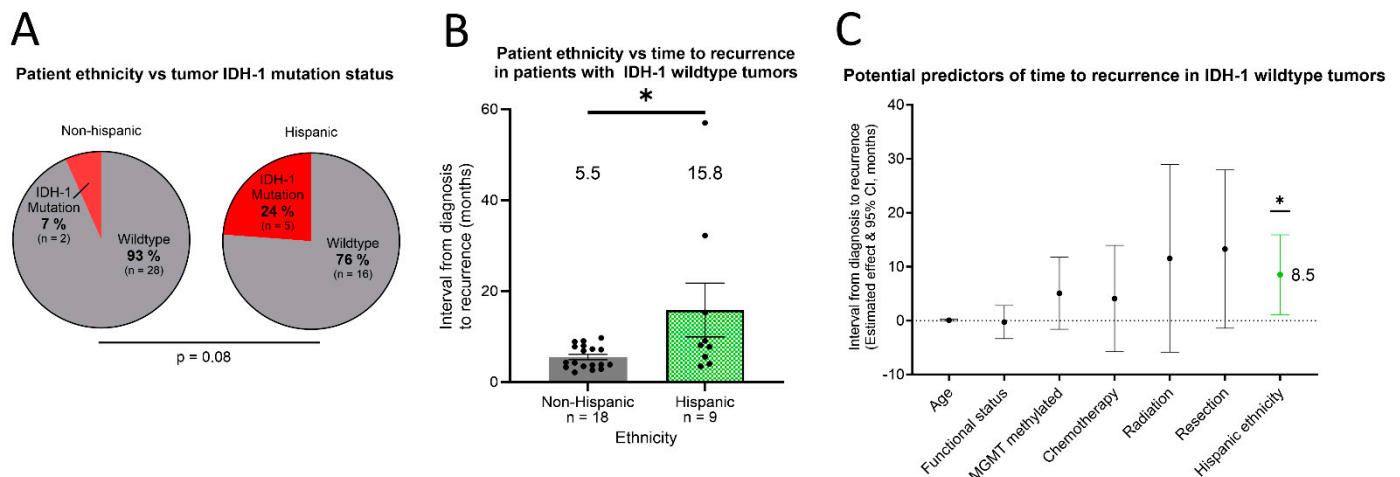 A
Patient ethnicity vs tumor IDH-1 mutation status
Non-hispanic
IDH-1
Mutation
7 %
(n = 2)
Wildtype
93 %
(n = 28)
Hispanic
IDH-1
Mutation
24 %
(n = 5)
Wildtype
76 %
(n = 16)
p = 0.08
B
Patient ethnicity vs time to recurrence
in patients with IDH-1 wildtype tumors
*
Interval from diagnosis
to recurrence (months)
60
40
20
0
5.5
15.8
Non-Hispanic
n = 18
Hispanic
n = 9
Ethnicity
C
Potential predictors of time to recurrence in IDH-1 wildtype tumors
Interval from diagnosis to recurrence
(Estimated effect & 95% CI, months)
40
30
20
10
0
-10
*
8.5
Age
Functional status
MGMT methylated
Chemotherapy
Radiation
Resection
Hispanic ethnicity